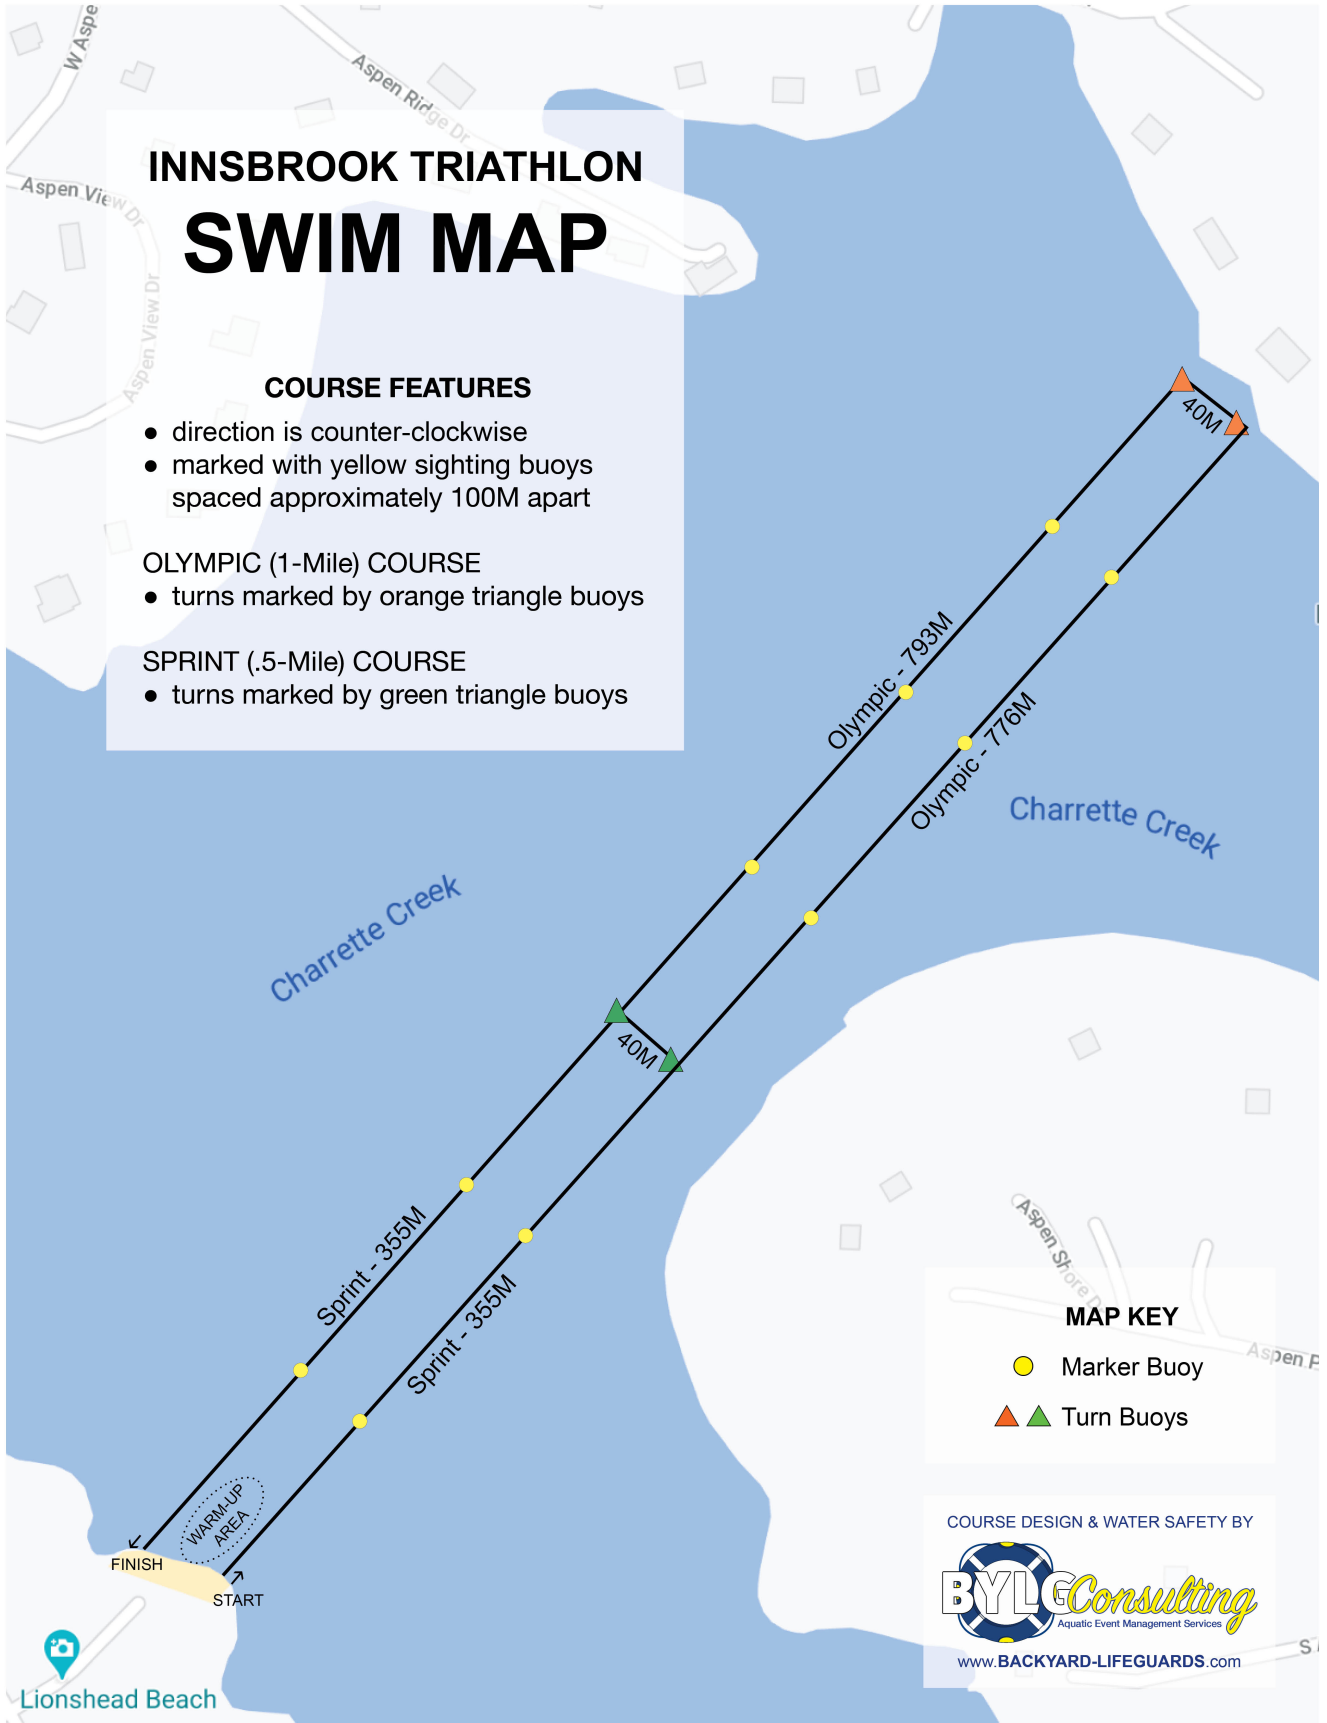 W Aspe
Aspen Ridge Dr
Aspen View Dr
Aspen View Dr
INNSBROOK TRIATHLON
SWIM MAP
COURSE FEATURES
● direction is counter-clockwise
● marked with yellow sighting buoys
spaced approximately 100M apart
OLYMPIC (1-Mile) COURSE
● turns marked by orange triangle buoys
SPRINT (.5-Mile) COURSE
● turns marked by green triangle buoys
40M
Olympic - 793M
Olympic - 776M
Charrette Creek
Charrette Creek
40M
Sprint - 355M
Sprint - 355M
Aspen Shore D
Aspen P
MAP KEY
Marker Buoy
Turn Buoys
WARM-UP
AREA
FINISH
START
COURSE DESIGN & WATER SAFETY BY
BYLG Consulting
Aquatic Event Management Services
www.BACKYARD-LIFEGUARDS.com
S
Lionshead Beach